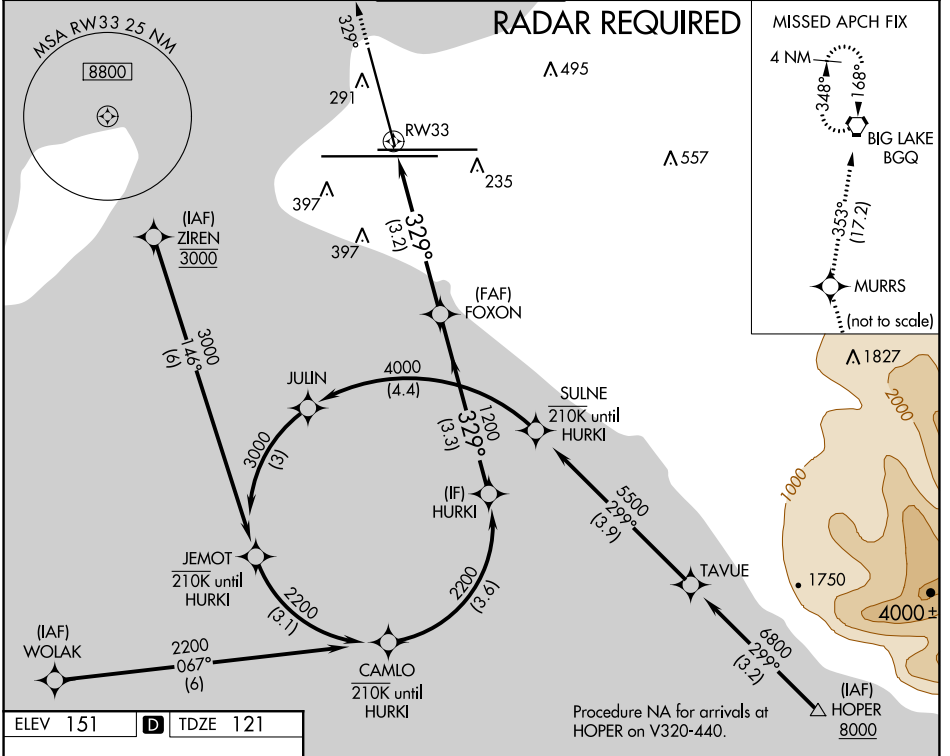 RADAR REQUIRED
MSA RW33 25 NM
8800
329°
291
495
RW33
235
557
397
397
MISSED APCH FIX
4 NM
348°
168°
BIG LAKE
BGQ
353°
(17.2)
MURRS
(not to scale)
(IAF)
ZIREN
3000
3000
146°
(6)
329°
(3.2)
(FAF)
FOXON
1200
329°
(3.3)
JULIN
4000
(4.4)
SULNE
210K until
HURKI
3000
(3)
(IF)
HURKI
5500
299°
(3.9)
JEMOT
210K until
HURKI
2200
(3.1)
2200
(3.6)
TAVUE
1827
2000
1000
1750
4000 ±
(IAF)
WOLAK
2200
067°
(6)
CAMLO
210K until
HURKI
6800
299°
(3.2)
(IAF)
HOPER
8000
Procedure NA for arrivals at
HOPER on V320-440.
ELEV 151 D TDZE 121